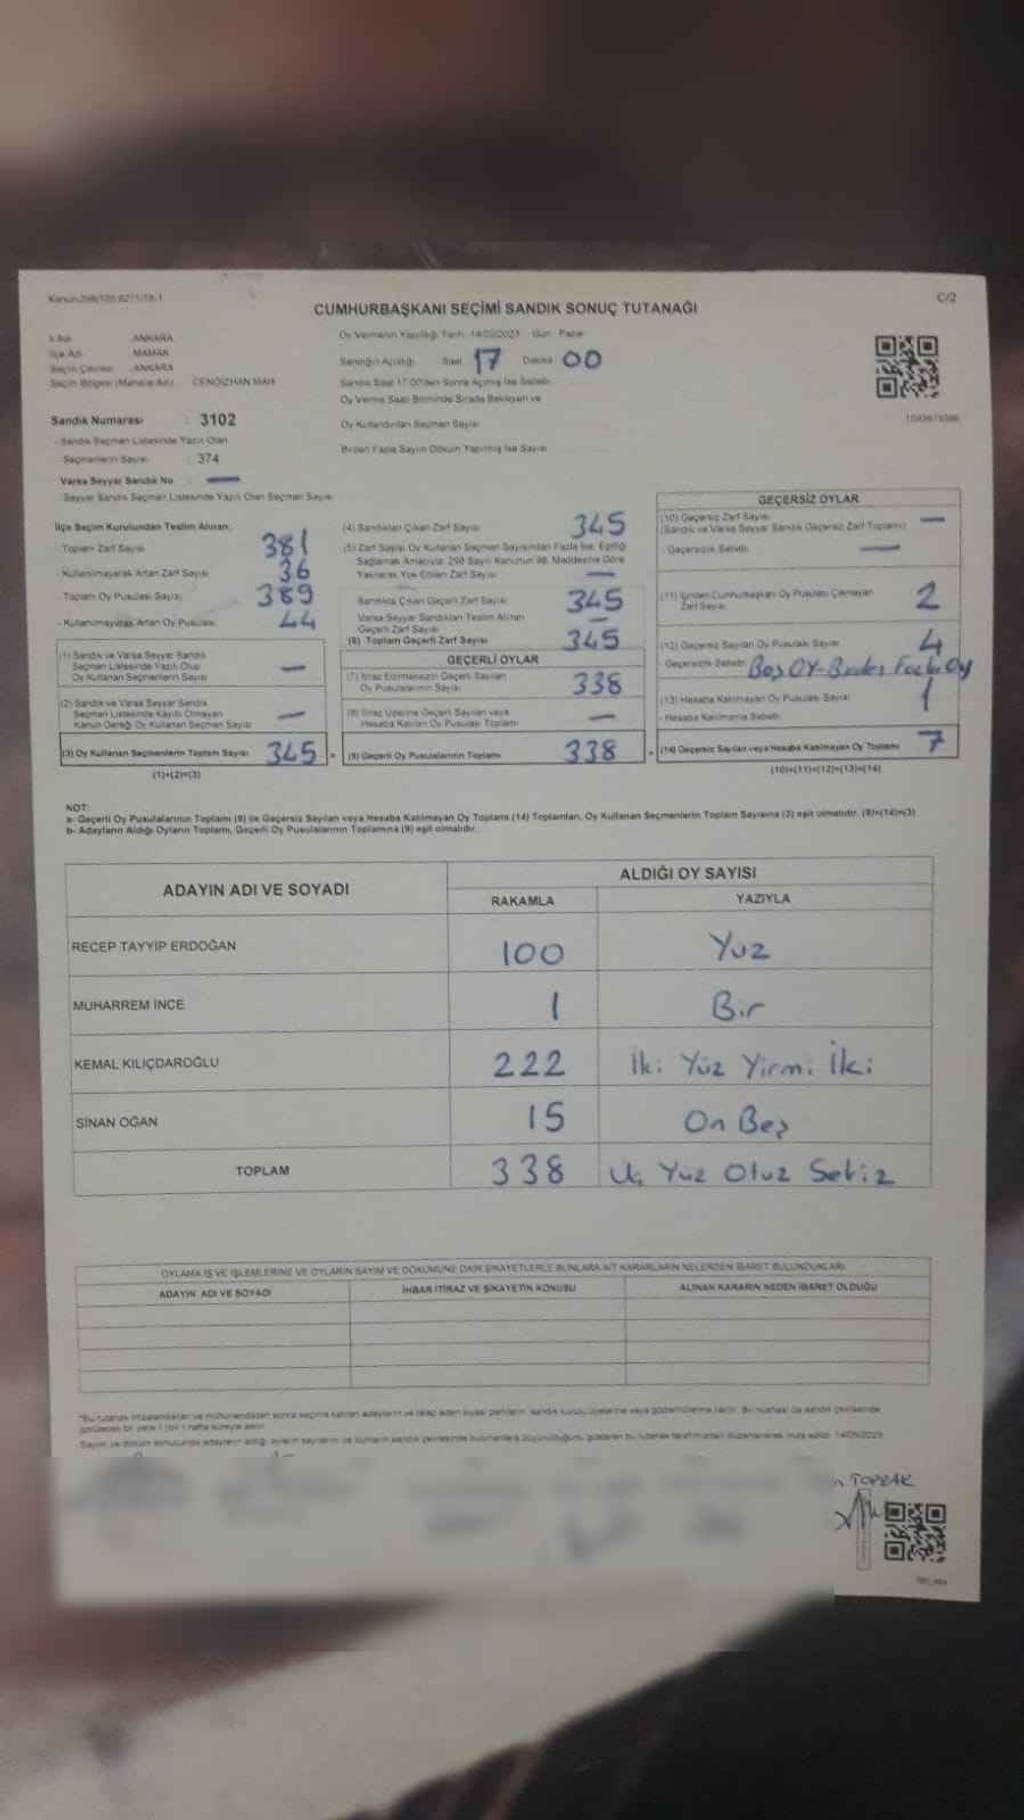 C/2
CUMHURBAŞKANI SEÇİMİ SANDIK SONUÇ TUTANAĞI
İli Adı ANKARA
İlçe Adı MAMAK
Seçim Çevresi ANKARA
Seçim Bölgesi (Mahalle Adı) CENGİZHAN MAH
Oy Vermenin Yapıldığı Tarih: 14/05/2023 Gün: Pazar
Sandığın Açıldığı Saat 17 Dakika 00
Sandık Saat 17.00'den Sonra Açılmış İse Sebebi
Oy Verme Saati Bitiminde Sırada Bekleyen ve
Oy Kullandırılan Seçmen Sayısı
Birden Fazla Sayım Döküm Yapılmış İse Sayısı
Sandık Numarası : 3102
- Sandık Seçmen Listesinde Yazılı Olan
Seçmenlerin Sayısı : 374
Varsa Seyyar Sandık No —
- Seyyar Sandık Seçmen Listesinde Yazılı Olan Seçmen Sayısı
İlçe Seçim Kurulundan Teslim Alınan;
- Toplam Zarf Sayısı 381
- Kullanılmayarak Artan Zarf Sayısı 36
- Toplam Oy Pusulası Sayısı 389
- Kullanılmayarak Artan Oy Pusulası 44
(1) Sandık ve Varsa Seyyar Sandık
Seçmen Listesinde Yazılı Olup
Oy Kullanan Seçmenlerin Sayısı —
(2) Sandık ve Varsa Seyyar Sandık
Seçmen Listesinde Kayıtlı Olmayan
Kanun Gereği Oy Kullanan Seçmen Sayısı —
(3) Oy Kullanan Seçmenlerin Toplam Sayısı 345
(1)+(2)=(3)
(4) Sandıktan Çıkan Zarf Sayısı 345
(5) Zarf Sayısı Oy Kullanan Seçmen Sayısından Fazla İse, Eşitliği
Sağlamak Amacıyla 298 Sayılı Kanunun 98. Maddesine Göre
Yakılarak Yok Edilen Zarf Sayısı —
Sandıkta Çıkan Geçerli Zarf Sayısı 345
Varsa Seyyar Sandıktan Teslim Alınan
Geçerli Zarf Sayısı —
(6) Toplam Geçerli Zarf Sayısı 345
GEÇERLİ OYLAR
(7) İtiraz Edilmeksizin Geçerli Sayılan
Oy Pusulalarının Sayısı 338
(8) İtiraz Üzerine Geçerli Sayılan veya
Hesaba Katılan Oy Pusulası Toplamı —
(9) Geçerli Oy Pusulalarının Toplamı 338
GEÇERSİZ OYLAR
(10) Geçersiz Zarf Sayısı
(Sandık ve Varsa Seyyar Sandık Geçersiz Zarf Toplamı) —
- Geçersizlik Sebebi —
(11) İçinden Cumhurbaşkanı Oy Pusulası Çıkmayan
Zarf Sayısı 2
(12) Geçersiz Sayılan Oy Pusulası Sayısı 4
Geçersizlik Sebebi Boş OY-Birden Fazla Oy
(13) Hesaba Katılmayan Oy Pusulası Sayısı 1
- Hesaba Katılmama Sebebi
(14) Geçersiz Sayılan veya Hesaba Katılmayan Oy Toplamı 7
(10)+(11)+(12)+(13)=(14)
NOT:
a- Geçerli Oy Pusulalarının Toplamı (9) ile Geçersiz Sayılan veya Hesaba Katılmayan Oy Toplamı (14) Toplamları, Oy Kullanan Seçmenlerin Toplam Sayısına (3) eşit olmalıdır. (9)+(14)=(3)
b- Adayların Aldığı Oyların Toplamı, Geçerli Oy Pusulalarının Toplamına (9) eşit olmalıdır.
ADAYIN ADI VE SOYADI ALDIĞI OY SAYISI
RAKAMLA YAZIYLA
RECEP TAYYİP ERDOĞAN 100 Yuz
MUHARREM İNCE 1 Bir
KEMAL KILIÇDAROĞLU 222 İki Yüz Yirmi İki
SİNAN OĞAN 15 On Beş
TOPLAM 338 Üç Yüz Otuz Sekiz
OYLAMA İŞ VE İŞLEMLERİNE VE OYLARIN SAYIM VE DÖKÜMÜNE DAİR ŞİKAYETLERLE BUNLARA AİT KARARLARIN NELERDEN İBARET BULUNDUKLARI
ADAYIN ADI VE SOYADI İHBAR İTİRAZ VE ŞİKAYETİN KONUSU ALINAN KARARIN NEDEN İBARET OLDUĞU
TOPRAK